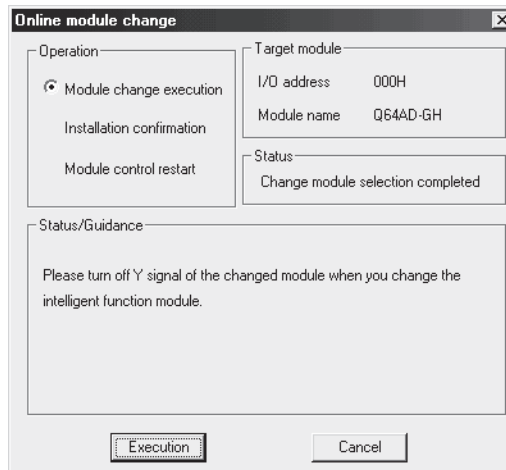 Online module change
Operation
Module change execution
Installation confirmation
Module control restart
Target module
I/O address 000H
Module name Q64AD-GH
Status
Change module selection completed
Status/Guidance
Please turn off Y signal of the changed module when you change the
intelligent function module.
Execution
Cancel